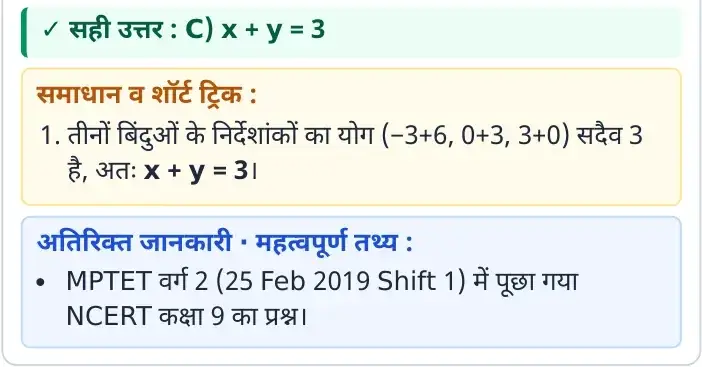 ✓ सही उत्तर : C) x + y = 3
समाधान व शॉर्ट ट्रिक :
1. तीनों बिंदुओं के निर्देशांकों का योग (−3+6, 0+3, 3+0) सदैव 3
है, अतः x + y = 3।
अतिरिक्त जानकारी · महत्वपूर्ण तथ्य :
• MPTET वर्ग 2 (25 Feb 2019 Shift 1) में पूछा गया
NCERT कक्षा 9 का प्रश्न।